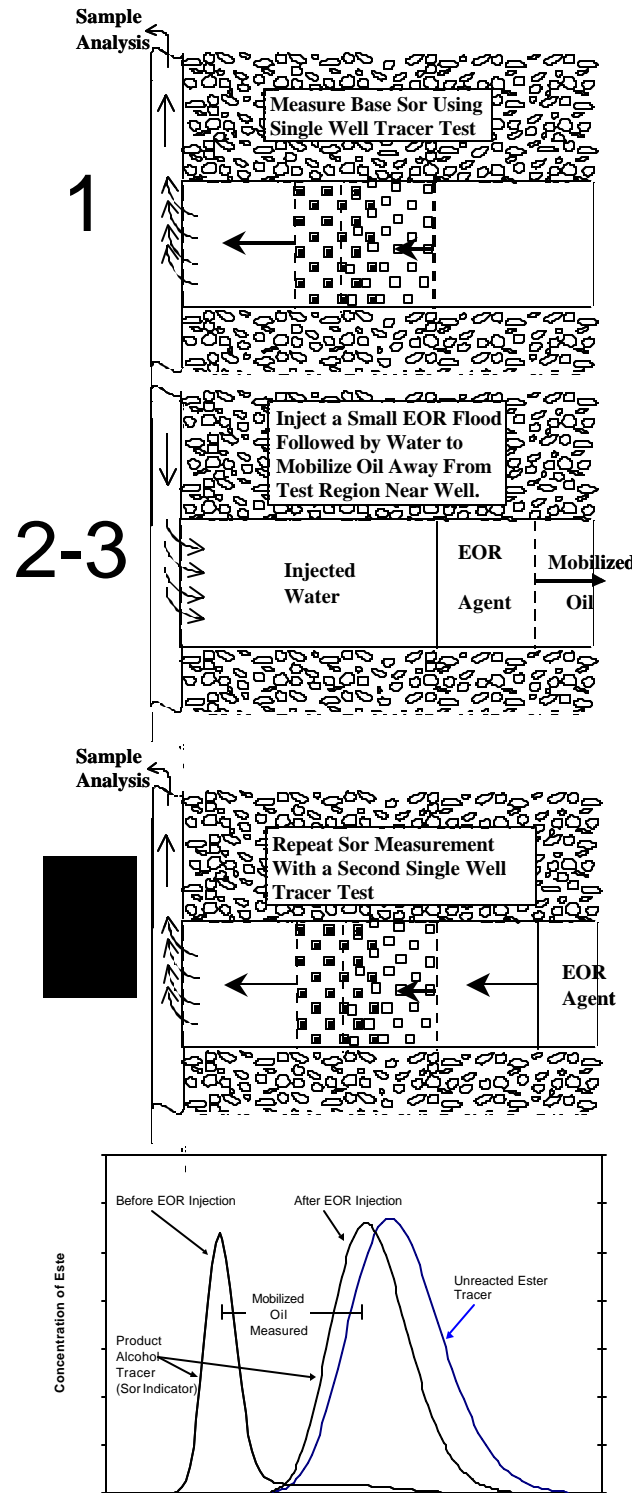 Sample
Analysis
Measure Base Sor Using
Single Well Tracer Test
1
Inject a Small EOR Flood
Followed by Water to
Mobilize Oil Away From
Test Region Near Well.
2-3
Injected
Water
EOR
Agent
Mobilized
Oil
Sample
Analysis
Repeat Sor Measurement
With a Second Single Well
Tracer Test
EOR
Agent
Before EOR Injection
After EOR Injection
Unreacted Ester
Tracer
Mobilized
Oil
Measured
Product
Alcohol
Tracer
(Sor Indicator)
Concentration of Este